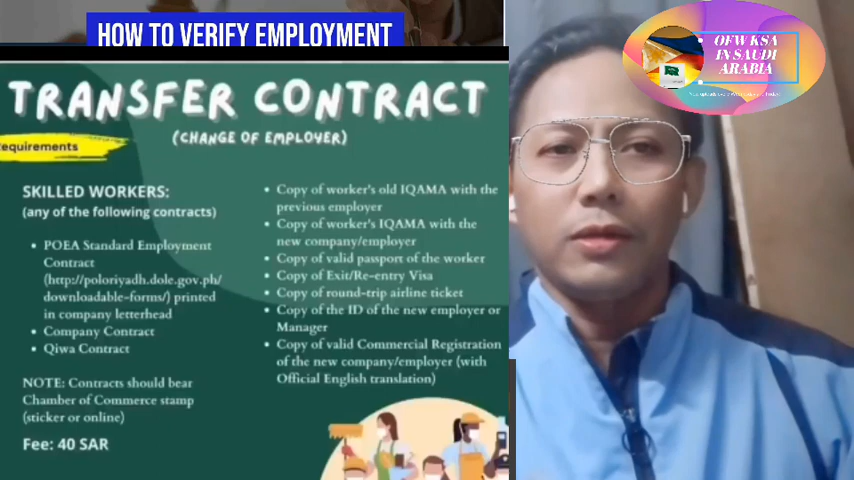 HOW TO VERIFY EMPLOYMENT
TRANSFER CONTRACT
(CHANGE OF EMPLOYER)
Requirements
SKILLED WORKERS:
(any of the following contracts)
• POEA Standard Employment
Contract
(http://poloriyadh.dole.gov.ph/
downloadable-forms/) printed
in company letterhead
• Company Contract
• Qiwa Contract
NOTE: Contracts should bear
Chamber of Commerce stamp
(sticker or online)
Fee: 40 SAR
• Copy of worker's old IQAMA with the
previous employer
• Copy of worker's IQAMA with the
new company/employer
• Copy of valid passport of the worker
• Copy of Exit/Re-entry Visa
• Copy of round-trip airline ticket
• Copy of the ID of the new employer or
Manager
• Copy of valid Commercial Registration
of the new company/employer (with
Official English translation)
OFW KSA
IN SAUDI
ARABIA